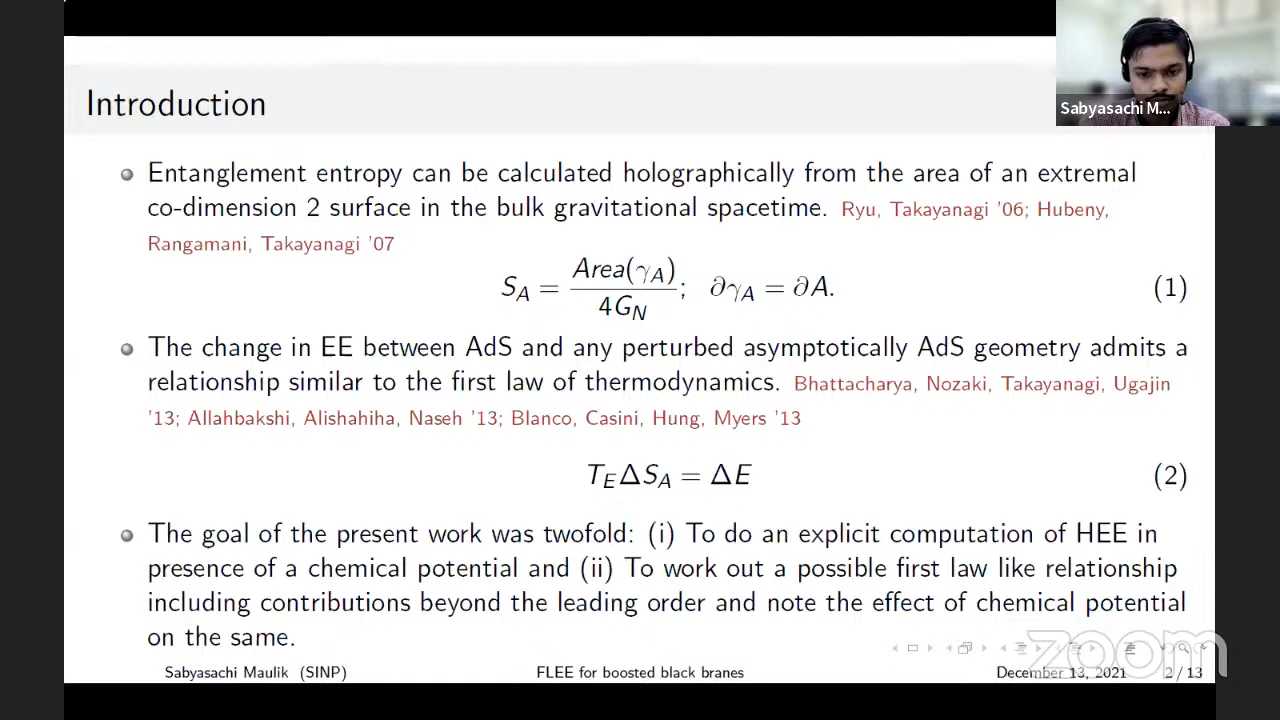 Introduction
Sabyasachi M...
Entanglement entropy can be calculated holographically from the area of an extremal
co-dimension 2 surface in the bulk gravitational spacetime. Ryu, Takayanagi '06; Hubeny,
Rangamani, Takayanagi '07
S_A = Area(γ_A) / 4G_N ; ∂γ_A = ∂A. (1)
The change in EE between AdS and any perturbed asymptotically AdS geometry admits a
relationship similar to the first law of thermodynamics. Bhattacharya, Nozaki, Takayanagi, Ugajin
'13; Allahbakshi, Alishahiha, Naseh '13; Blanco, Casini, Hung, Myers '13
T_E ΔS_A = ΔE (2)
The goal of the present work was twofold: (i) To do an explicit computation of HEE in
presence of a chemical potential and (ii) To work out a possible first law like relationship
including contributions beyond the leading order and note the effect of chemical potential
on the same.
zoom
Sabyasachi Maulik (SINP) FLEE for boosted black branes December 13, 2021 2 / 13